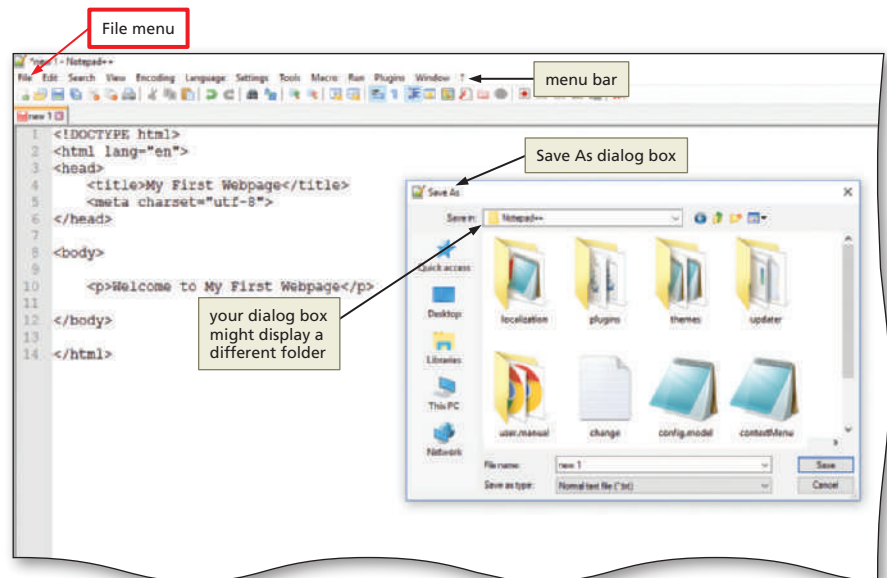 File menu
*new 1 - Notepad++
File Edit Search View Encoding Language Settings Tools Macro Run Plugins Window ?
menu bar
new 1
1 <!DOCTYPE html>
2 <html lang="en">
3 <head>
4 <title>My First Webpage</title>
5 <meta charset="utf-8">
6 </head>
7
8 <body>
9
10 <p>Welcome to My First Webpage</p>
11
12 </body>
13
14 </html>
your dialog box
might display a
different folder
Save As dialog box
Save As
Save in: Notepad++
Quick access
Desktop
Libraries
This PC
Network
localization plugins themes updater
user.manual change config.model contextMenu
File name: new 1 Save
Save as type: Normal text file (*.txt) Cancel